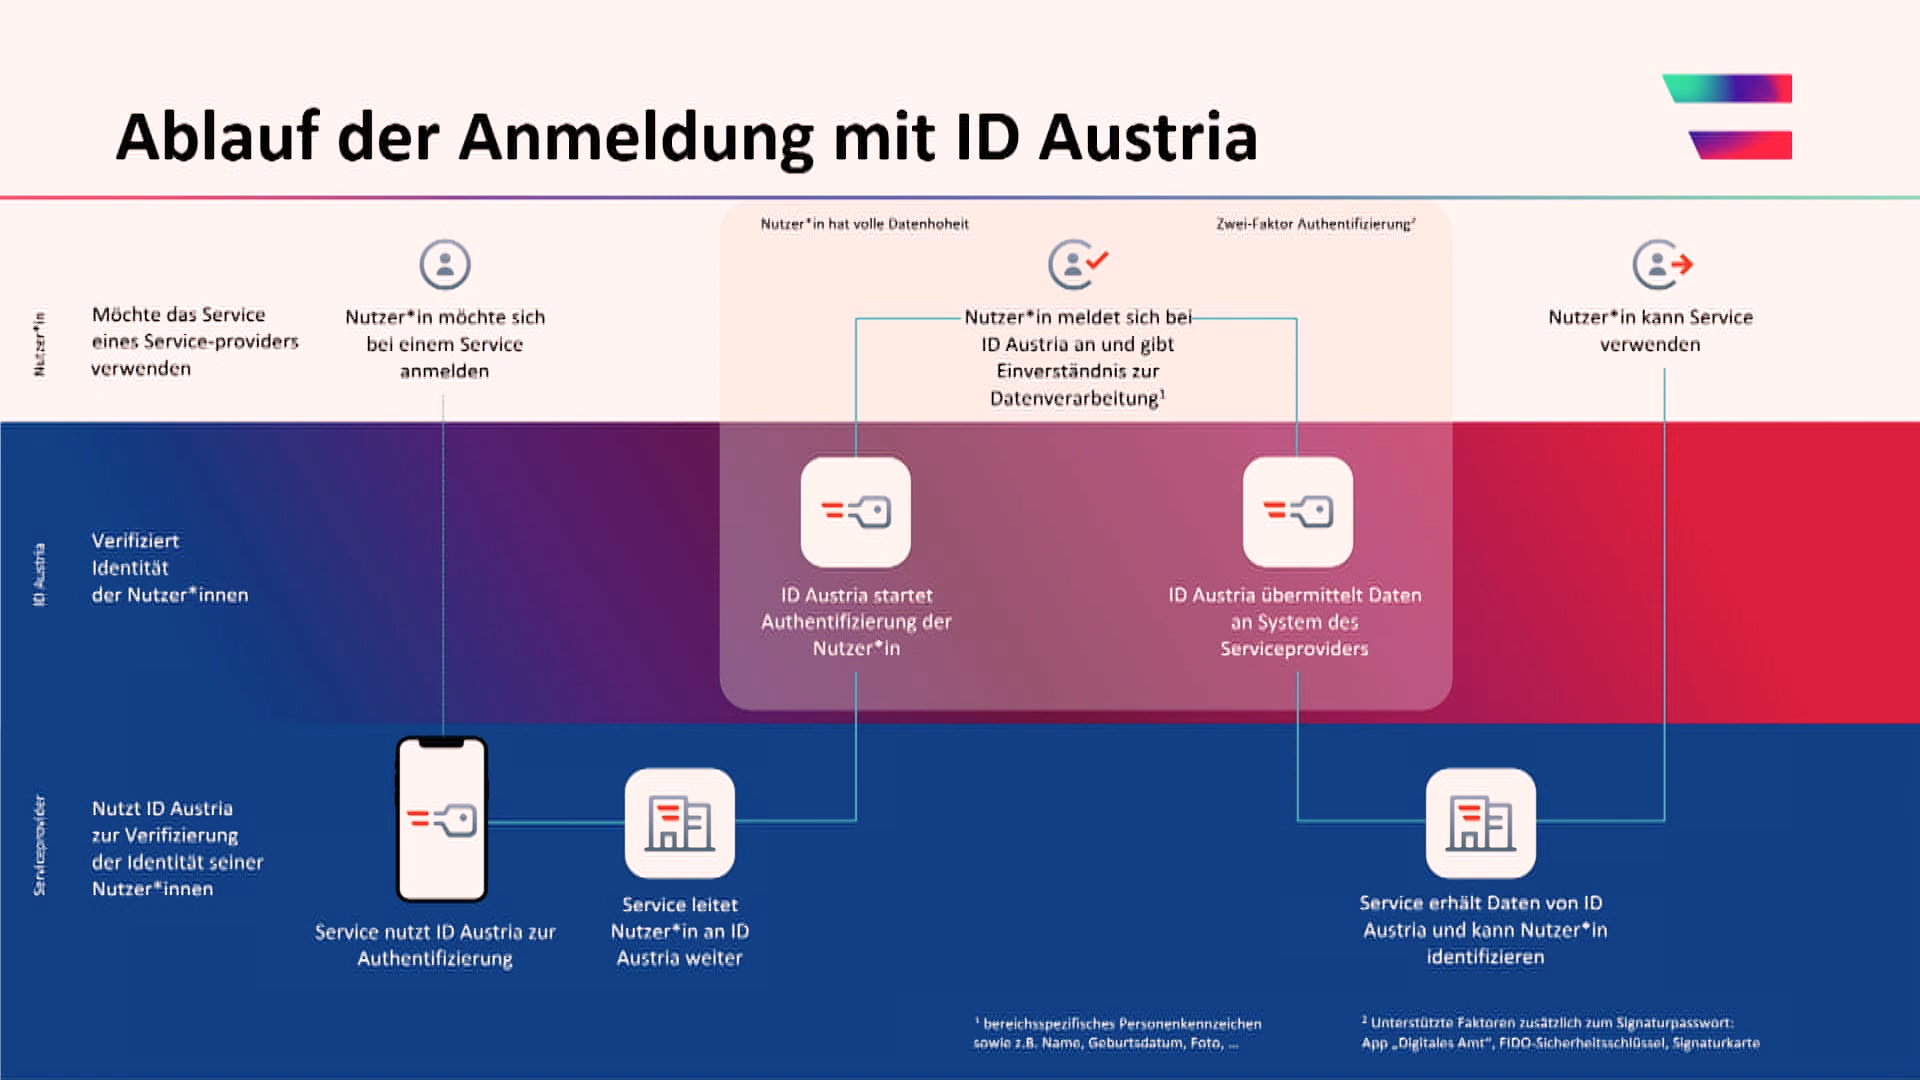 Ablauf der Anmeldung mit ID Austria
Nutzer*in hat volle Datenhoheit
Zwei-Faktor Authentifizierung²
Nutzer*in
Möchte das Service
eines Service-providers
verwenden
Nutzer*in möchte sich
bei einem Service
anmelden
Nutzer*in meldet sich bei
ID Austria an und gibt
Einverständnis zur
Datenverarbeitung¹
Nutzer*in kann Service
verwenden
ID Austria
Verifiziert
Identität
der Nutzer*innen
ID Austria startet
Authentifizierung der
Nutzer*in
ID Austria übermittelt Daten
an System des
Serviceproviders
Serviceprovider
Nutzt ID Austria
zur Verifizierung
der Identität seiner
Nutzer*innen
Service nutzt ID Austria zur
Authentifizierung
Service leitet
Nutzer*in an ID
Austria weiter
Service erhält Daten von ID
Austria und kann Nutzer*in
identifizieren
¹ bereichsspezifisches Personenkennzeichen
sowie z.B. Name, Geburtsdatum, Foto, ...
² Unterstützte Faktoren zusätzlich zum Signaturpasswort:
App „Digitales Amt“, FIDO-Sicherheitsschlüssel, Signaturkarte